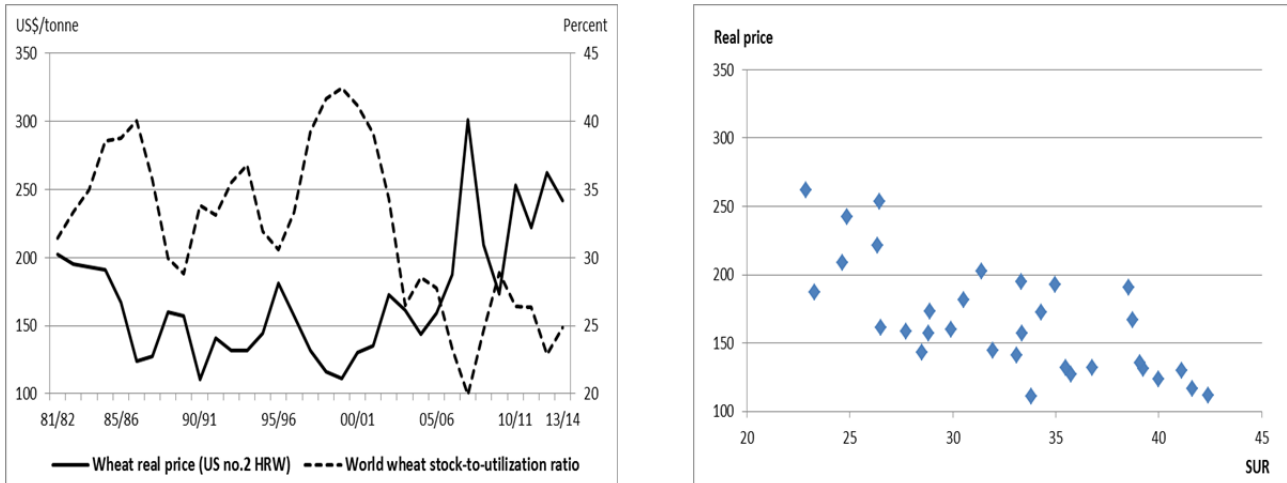 US$/tonne Percent
350 45
300 40
250 35
200 30
150 25
100 20
81/82 85/86 90/91 95/96 00/01 05/06 10/11 13/14
Wheat real price (US no.2 HRW) World wheat stock-to-utilization ratio
Real price
350
300
250
200
150
100
20 25 30 35 40 45
SUR